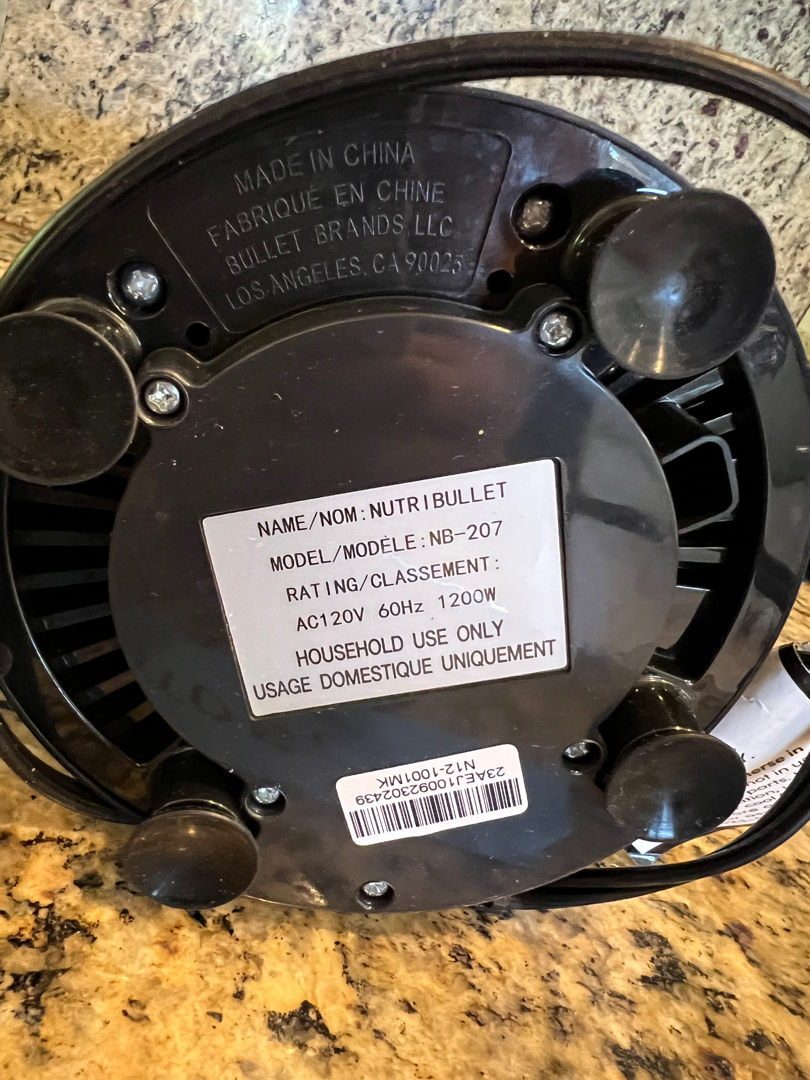 MADE IN CHINA
FABRIQUÉ EN CHINE
BULLET BRANDS, LLC
LOS ANGELES, CA 90025
NAME/NOM:NUTRIBULLET
MODEL/MODÈLE:NB-207
RATING/CLASSEMENT:
AC120V 60Hz 1200W
HOUSEHOLD USE ONLY
USAGE DOMESTIQUE UNIQUEMENT
23AEJ10092302439
N12-1001MK